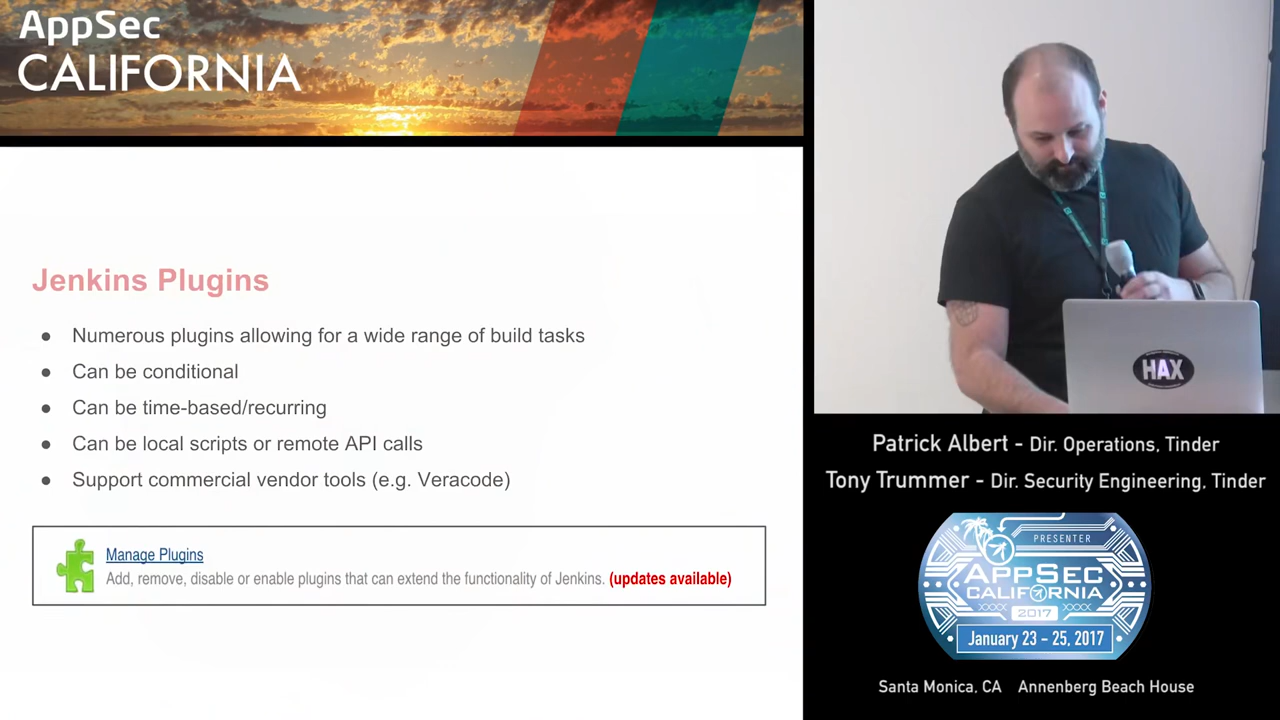 AppSec
CALIFORNIA
Jenkins Plugins
● Numerous plugins allowing for a wide range of build tasks
● Can be conditional
● Can be time-based/recurring
● Can be local scripts or remote API calls
● Support commercial vendor tools (e.g. Veracode)
Manage Plugins
Add, remove, disable or enable plugins that can extend the functionality of Jenkins. (updates available)
HAX
Patrick Albert - Dir. Operations, Tinder
Tony Trummer - Dir. Security Engineering, Tinder
PRESENTER
APPSEC
CALIFORNIA
XXXX 2017 XXXX
January 23 - 25, 2017
Santa Monica, CA Annenberg Beach House